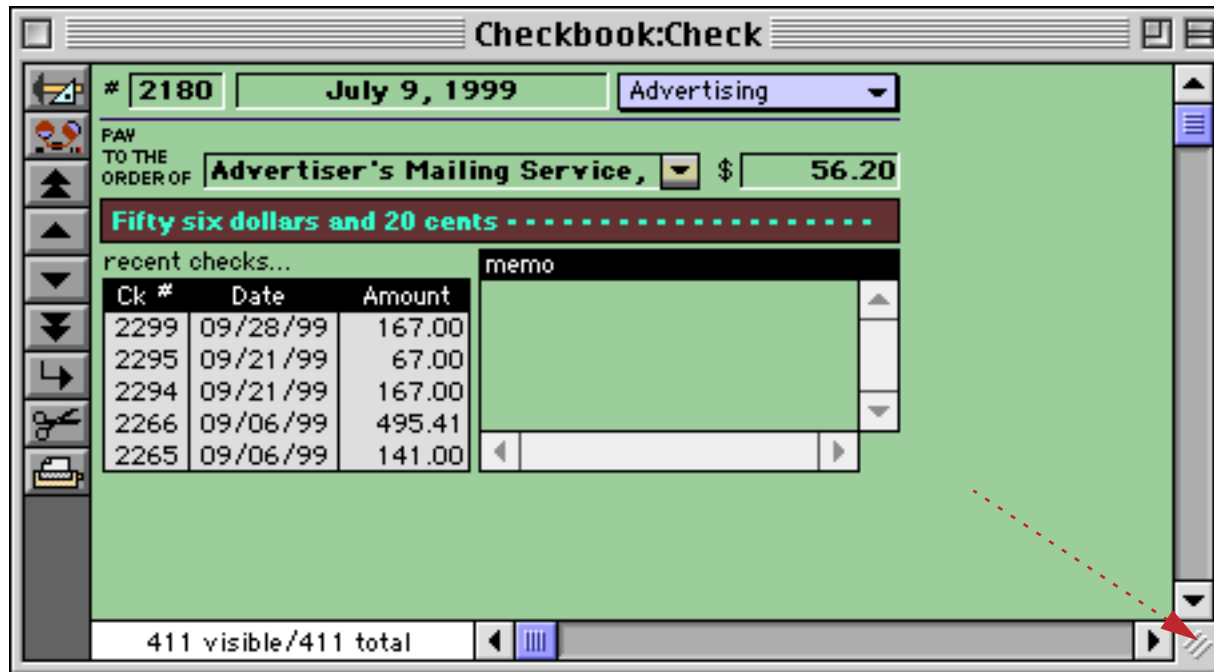 Checkbook:Check
# 2180 July 9, 1999 Advertising
PAY
TO THE
ORDER OF Advertiser's Mailing Service, $ 56.20
Fifty six dollars and 20 cents - - - - - - - - - - - - - - - - - - - - -
recent checks... memo
Ck # Date Amount
2299 09/28/99 167.00
2295 09/21/99 67.00
2294 09/21/99 167.00
2266 09/06/99 495.41
2265 09/06/99 141.00
411 visible/411 total